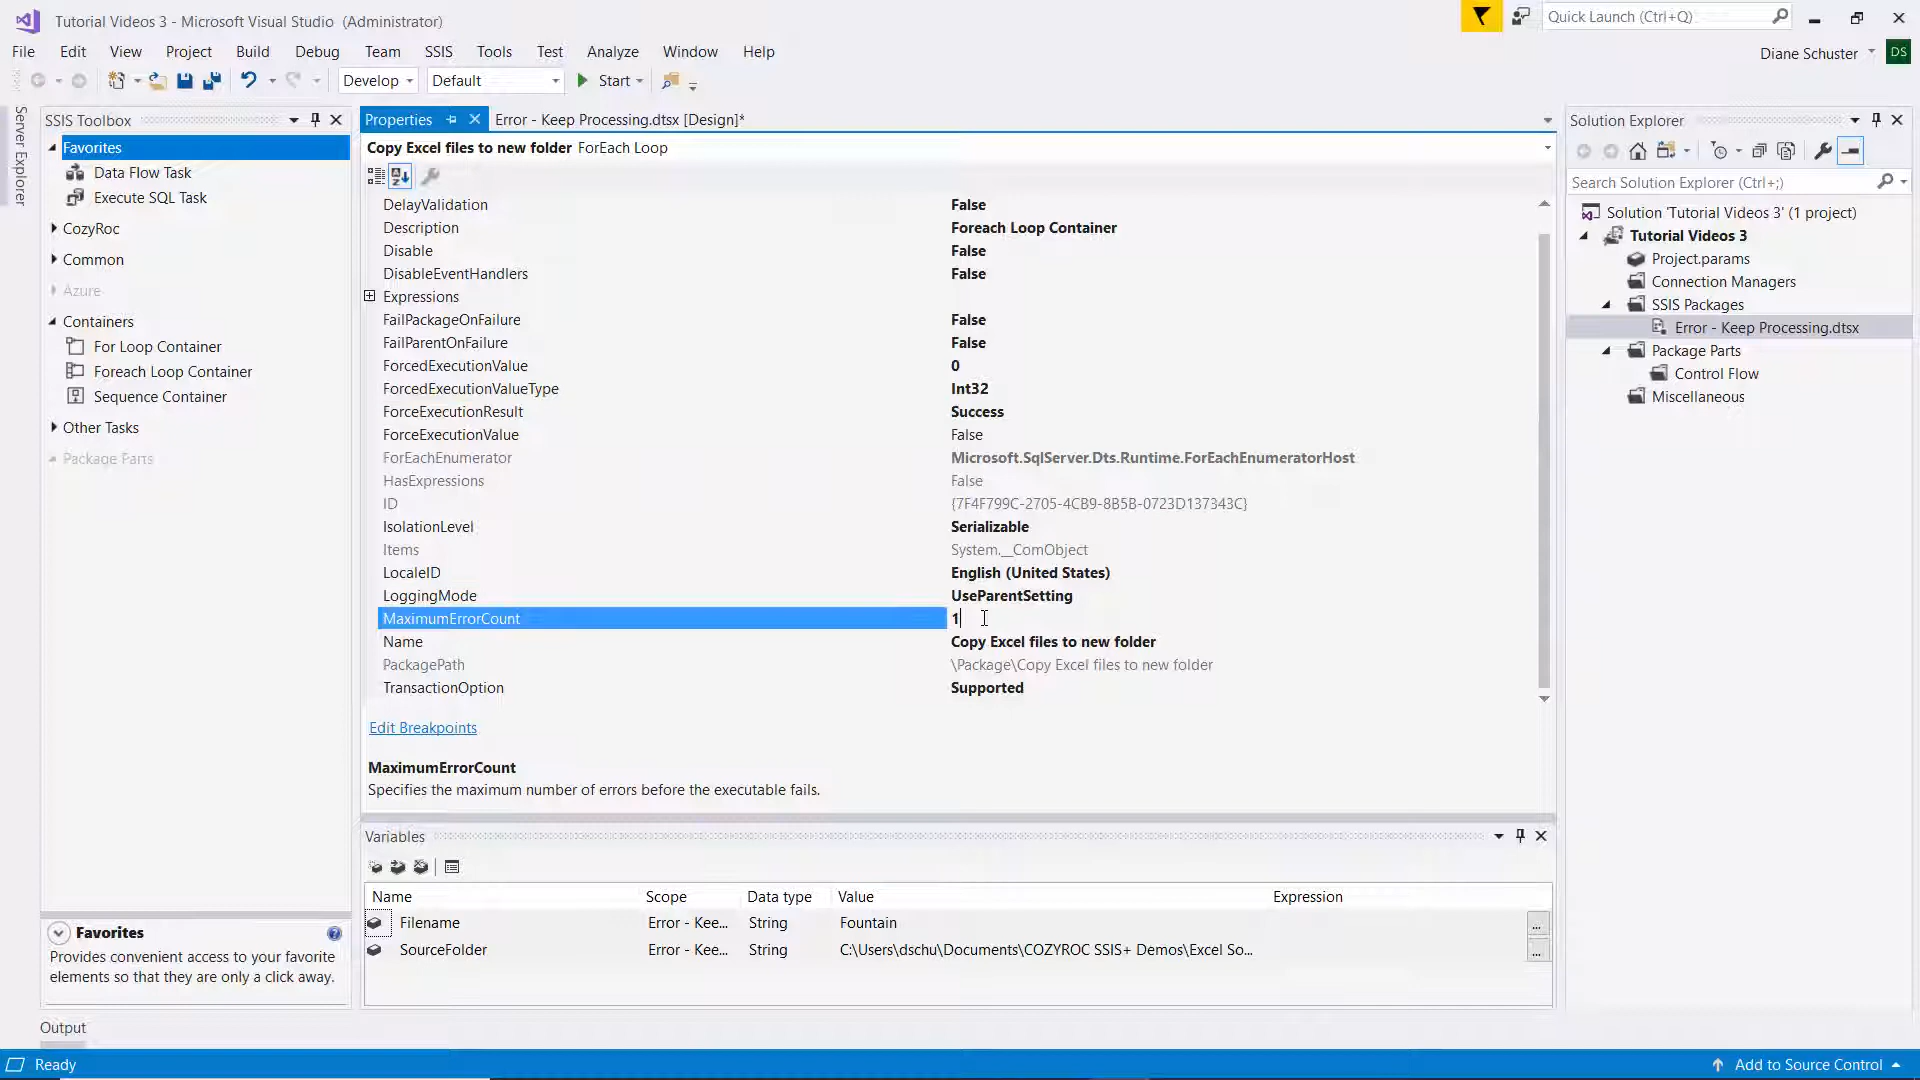 Tutorial Videos 3 - Microsoft Visual Studio (Administrator)
Quick Launch (Ctrl+Q)
File Edit View Project Build Debug Team SSIS Tools Test Analyze Window Help
Diane Schuster DS
Develop Default Start
Server Explorer
SSIS Toolbox
Favorites
Data Flow Task
Execute SQL Task
CozyRoc
Common
Azure
Containers
For Loop Container
Foreach Loop Container
Sequence Container
Other Tasks
Package Parts
Favorites
Provides convenient access to your favorite
elements so that they are only a click away.
Properties Error - Keep Processing.dtsx [Design]*
Copy Excel files to new folder ForEach Loop
DelayValidation False
Description Foreach Loop Container
Disable False
DisableEventHandlers False
Expressions
FailPackageOnFailure False
FailParentOnFailure False
ForcedExecutionValue 0
ForcedExecutionValueType Int32
ForceExecutionResult Success
ForceExecutionValue False
ForEachEnumerator Microsoft.SqlServer.Dts.Runtime.ForEachEnumeratorHost
HasExpressions False
ID {7F4F799C-2705-4CB9-8B5B-0723D137343C}
IsolationLevel Serializable
Items System.__ComObject
LocaleID English (United States)
LoggingMode UseParentSetting
MaximumErrorCount 1
Name Copy Excel files to new folder
PackagePath \Package\Copy Excel files to new folder
TransactionOption Supported
Edit Breakpoints
MaximumErrorCount
Specifies the maximum number of errors before the executable fails.
Variables
Name Scope Data type Value Expression
Filename Error - Kee... String Fountain ...
SourceFolder Error - Kee... String C:\Users\dschu\Documents\COZYROC SSIS+ Demos\Excel So... ...
Solution Explorer
Search Solution Explorer (Ctrl+;)
Solution 'Tutorial Videos 3' (1 project)
Tutorial Videos 3
Project.params
Connection Managers
SSIS Packages
Error - Keep Processing.dtsx
Package Parts
Control Flow
Miscellaneous
Output
Ready
Add to Source Control